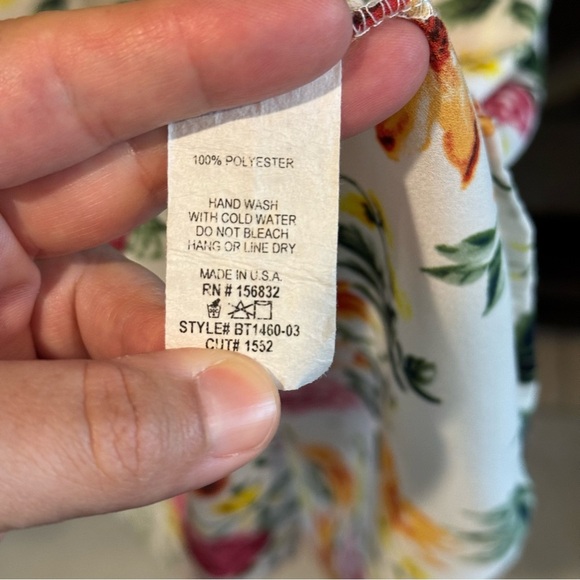 100% POLYESTER
HAND WASH
WITH COLD WATER
DO NOT BLEACH
HANG OR LINE DRY
MADE IN U.S.A.
RN # 156832
STYLE# BT1460-03
CUT# 1552